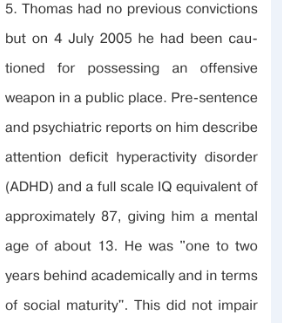 5. Thomas had no previous convictions
but on 4 July 2005 he had been cau-
tioned for possessing an offensive
weapon in a public place. Pre-sentence
and psychiatric reports on him describe
attention deficit hyperactivity disorder
(ADHD) and a full scale IQ equivalent of
approximately 87, giving him a mental
age of about 13. He was "one to two
years behind academically and in terms
of social maturity". This did not impair